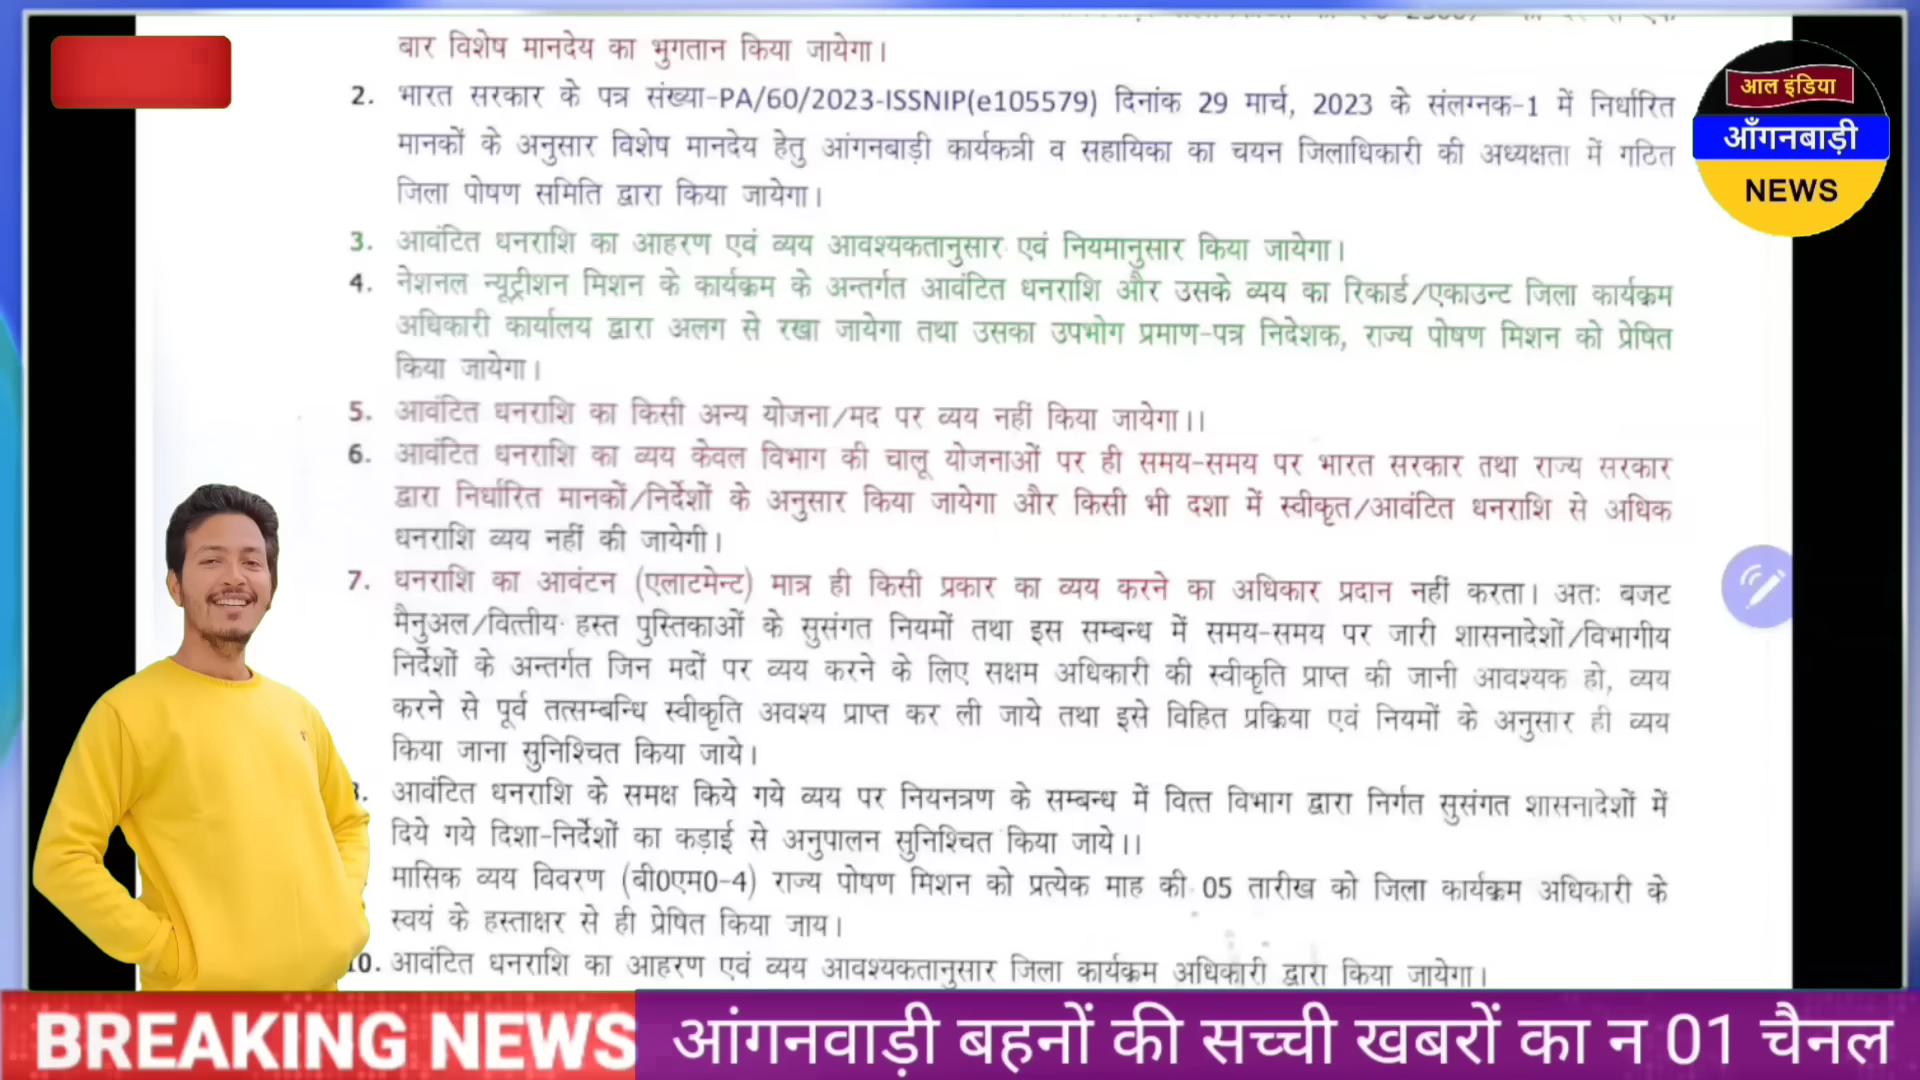 बार विशेष मानदेय का भुगतान किया जायेगा।
2. भारत सरकार के पत्र संख्या-PA/60/2023-ISSNIP(e105579) दिनांक 29 मार्च, 2023 के संलग्नक-1 में निर्धारित
मानकों के अनुसार विशेष मानदेय हेतु आंगनबाड़ी कार्यकत्री व सहायिका का चयन जिलाधिकारी की अध्यक्षता में गठित
जिला पोषण समिति द्वारा किया जायेगा।
3. आवंटित धनराशि का आहरण एवं व्यय आवश्यकतानुसार एवं नियमानुसार किया जायेगा।
4. नेशनल न्यूट्रीशन मिशन के कार्यक्रम के अन्तर्गत आवंटित धनराशि और उसके व्यय का रिकार्ड/एकाउन्ट जिला कार्यक्रम
अधिकारी कार्यालय द्वारा अलग से रखा जायेगा तथा उसका उपभोग प्रमाण-पत्र निदेशक, राज्य पोषण मिशन को प्रेषित
किया जायेगा।
5. आवंटित धनराशि का किसी अन्य योजना/मद पर व्यय नहीं किया जायेगा।।
6. आवंटित धनराशि का व्यय केवल विभाग की चालू योजनाओं पर ही समय-समय पर भारत सरकार तथा राज्य सरकार
द्वारा निर्धारित मानकों/निर्देशों के अनुसार किया जायेगा और किसी भी दशा में स्वीकृत/आवंटित धनराशि से अधिक
धनराशि व्यय नहीं की जायेगी।
7. धनराशि का आवंटन (एलाटमेन्ट) मात्र ही किसी प्रकार का व्यय करने का अधिकार प्रदान नहीं करता। अतः बजट
मैनुअल/वित्तीय हस्त पुस्तिकाओं के सुसंगत नियमों तथा इस सम्बन्ध में समय-समय पर जारी शासनादेशों/विभागीय
निर्देशों के अन्तर्गत जिन मदों पर व्यय करने के लिए सक्षम अधिकारी की स्वीकृति प्राप्त की जानी आवश्यक हो, व्यय
करने से पूर्व तत्सम्बन्धि स्वीकृति अवश्य प्राप्त कर ली जाये तथा इसे विहित प्रक्रिया एवं नियमों के अनुसार ही व्यय
किया जाना सुनिश्चित किया जाये।
आवंटित धनराशि के समक्ष किये गये व्यय पर नियनत्रण के सम्बन्ध में वित्त विभाग द्वारा निर्गत सुसंगत शासनादेशों में
दिये गये दिशा-निर्देशों का कड़ाई से अनुपालन सुनिश्चित किया जाये।।
मासिक व्यय विवरण (बी0एम0-4) राज्य पोषण मिशन को प्रत्येक माह की 05 तारीख को जिला कार्यक्रम अधिकारी के
स्वयं के हस्ताक्षर से ही प्रेषित किया जाय।
10. आवंटित धनराशि का आहरण एवं व्यय आवश्यकतानुसार जिला कार्यक्रम अधिकारी द्वारा किया जायेगा।
आल इंडिया
आँगनबाड़ी
NEWS
BREAKING NEWS
आंगनवाड़ी बहनों की सच्ची खबरों का न 01 चैनल